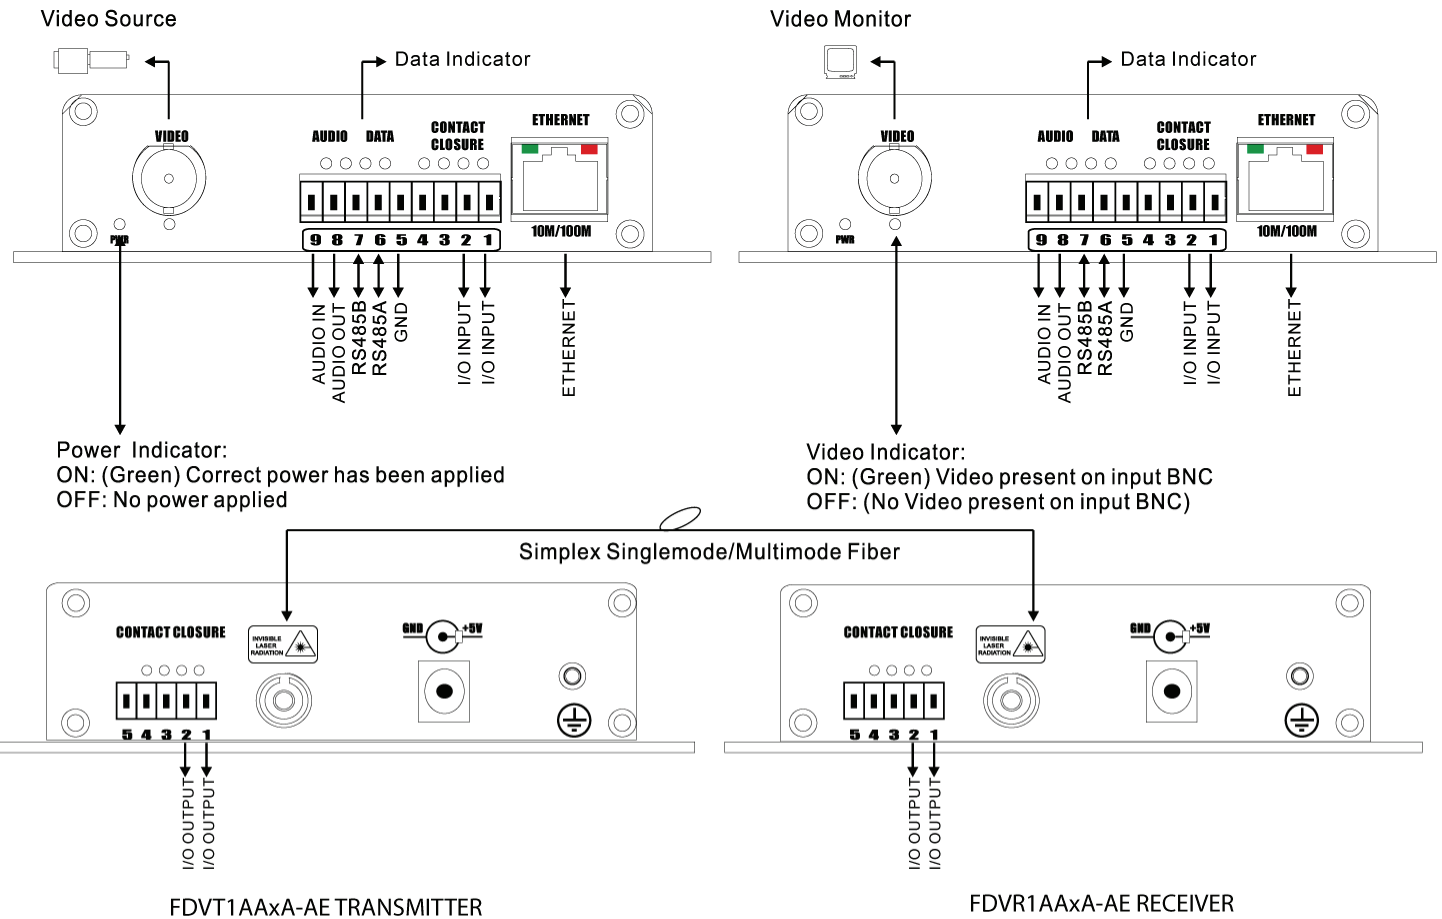 Video Source
Data Indicator
VIDEO
AUDIO DATA
CONTACT
CLOSURE
ETHERNET
PWR
9 8 7 6 5 4 3 2 1
10M/100M
AUDIO IN
AUDIO OUT
RS485B
RS485A
GND
I/O INPUT
I/O INPUT
ETHERNET
Power Indicator:
ON: (Green) Correct power has been applied
OFF: No power applied
Video Monitor
Data Indicator
VIDEO
AUDIO DATA
CONTACT
CLOSURE
ETHERNET
PWR
9 8 7 6 5 4 3 2 1
10M/100M
AUDIO IN
AUDIO OUT
RS485B
RS485A
GND
I/O INPUT
I/O INPUT
ETHERNET
Video Indicator:
ON: (Green) Video present on input BNC
OFF: (No Video present on input BNC)
Simplex Singlemode/Multimode Fiber
CONTACT CLOSURE
INVISIBLE
LASER
RADIATION
GND +5V
5 4 3 2 1
I/O OUTPUT
I/O OUTPUT
FDVT1AAxA-AE TRANSMITTER
CONTACT CLOSURE
INVISIBLE
LASER
RADIATION
GND +5V
5 4 3 2 1
I/O OUTPUT
I/O OUTPUT
FDVR1AAxA-AE RECEIVER